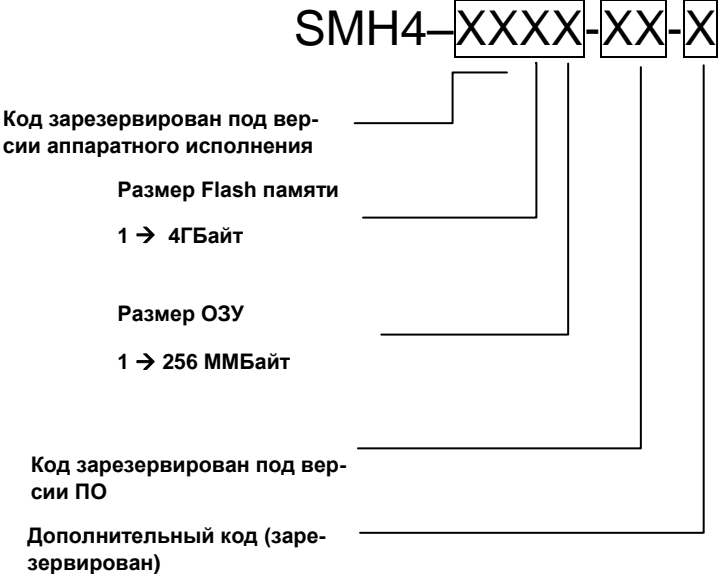 SMH4–XXXX-XX-X
Код зарезервирован под вер-
сии аппаратного исполнения
Размер Flash памяти
1 → 4ГБайт
Размер ОЗУ
1 → 256 ММБайт
Код зарезервирован под вер-
сии ПО
Дополнительный код (заре-
зервирован)